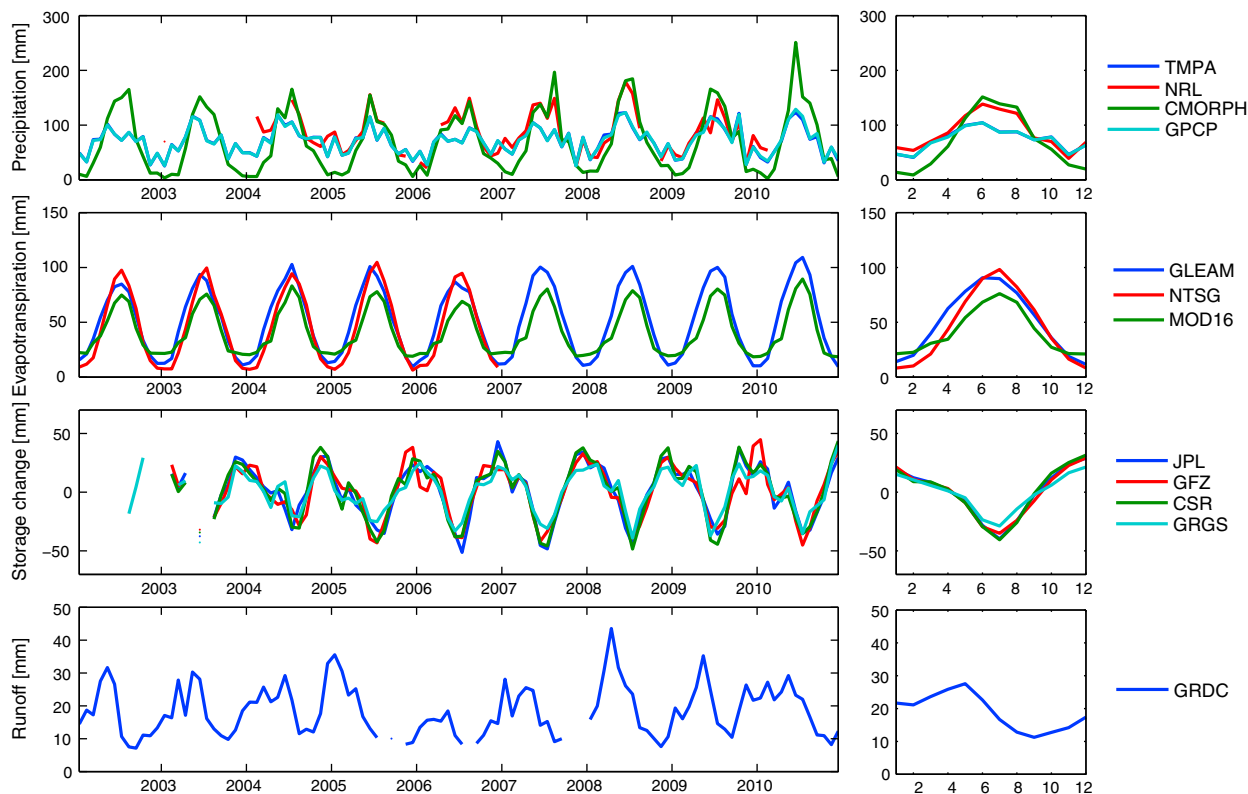 Precipitation [mm]
300
200
100
0
2003 2004 2005 2006 2007 2008 2009 2010
300
200
100
0
2 4 6 8 10 12
TMPA
NRL
CMORPH
GPCP
Evapotranspiration [mm]
150
100
50
0
2003 2004 2005 2006 2007 2008 2009 2010
150
100
50
0
2 4 6 8 10 12
GLEAM
NTSG
MOD16
Storage change [mm]
50
0
−50
2003 2004 2005 2006 2007 2008 2009 2010
50
0
−50
2 4 6 8 10 12
JPL
GFZ
CSR
GRGS
Runoff [mm]
50
40
30
20
10
0
2003 2004 2005 2006 2007 2008 2009 2010
50
40
30
20
10
0
2 4 6 8 10 12
GRDC